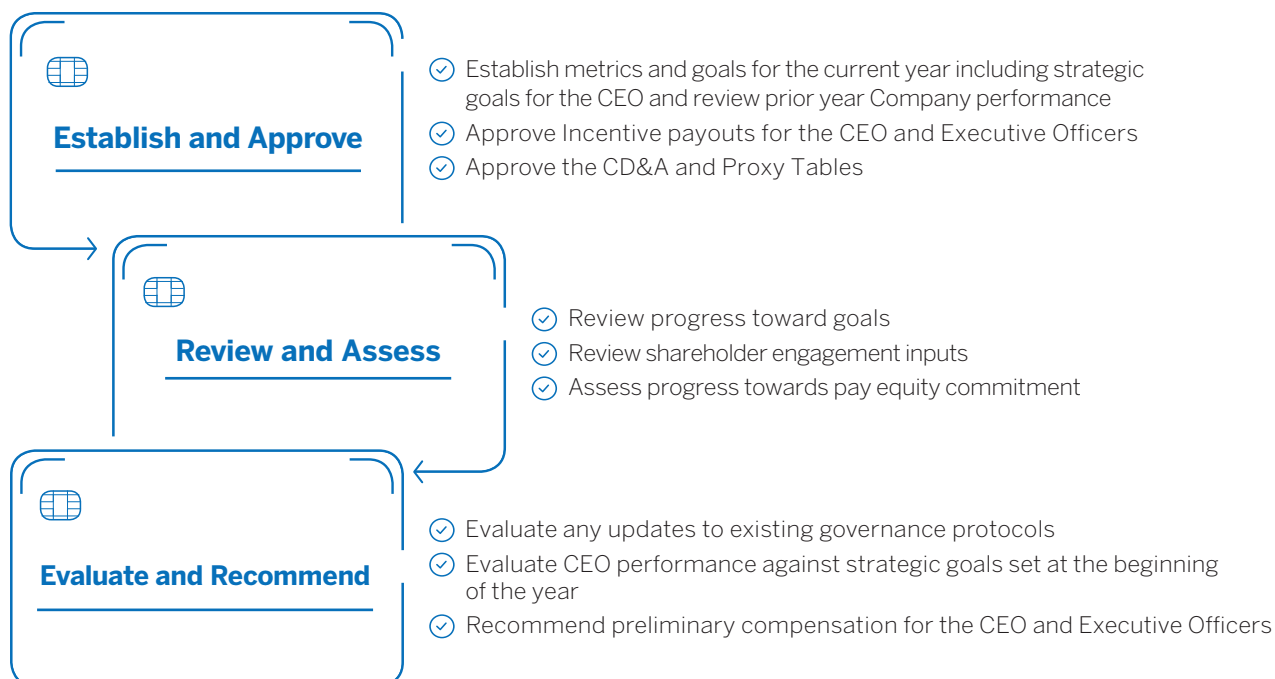 Establish and Approve
Establish metrics and goals for the current year including strategic
goals for the CEO and review prior year Company performance
Approve Incentive payouts for the CEO and Executive Officers
Approve the CD&A and Proxy Tables
Review and Assess
Review progress toward goals
Review shareholder engagement inputs
Assess progress towards pay equity commitment
Evaluate and Recommend
Evaluate any updates to existing governance protocols
Evaluate CEO performance against strategic goals set at the beginning
of the year
Recommend preliminary compensation for the CEO and Executive Officers